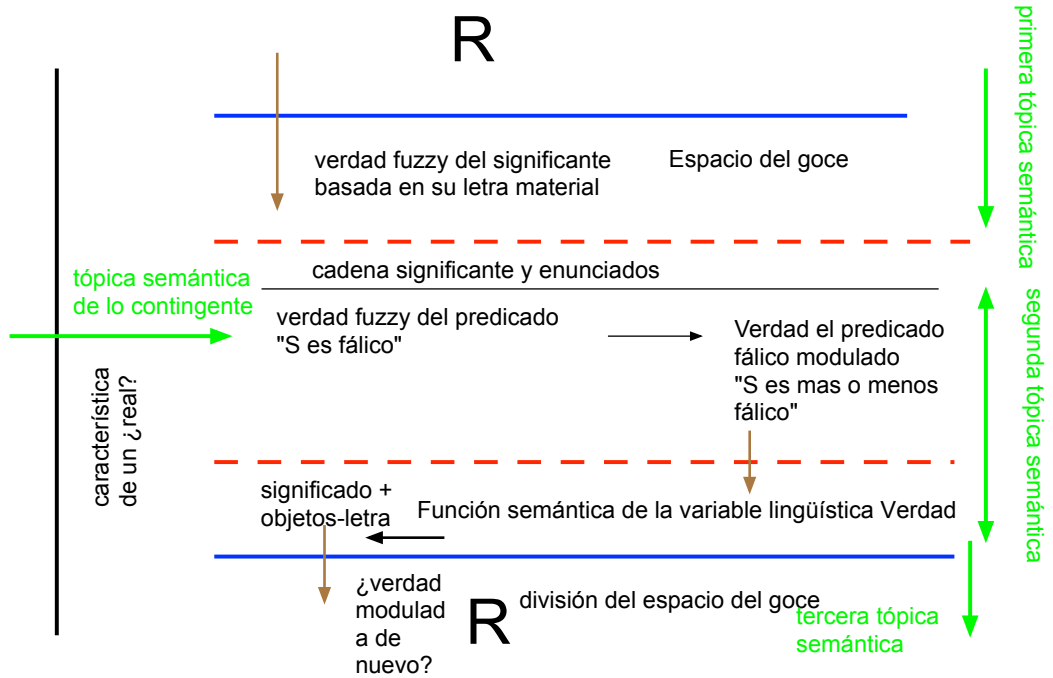 R
primera tópica semántica
verdad fuzzy del significante
basada en su letra material
Espacio del goce
cadena significante y enunciados
tópica semántica
de lo contingente
verdad fuzzy del predicado
"S es fálico"
Verdad el predicado
fálico modulado
"S es mas o menos
fálico"
segunda tópica semántica
característica
de un ¿real?
significado +
objetos-letra
Función semántica de la variable lingüística Verdad
¿verdad
modulad
a de
nuevo?
R
división del espacio del goce
tercera tópica
semántica